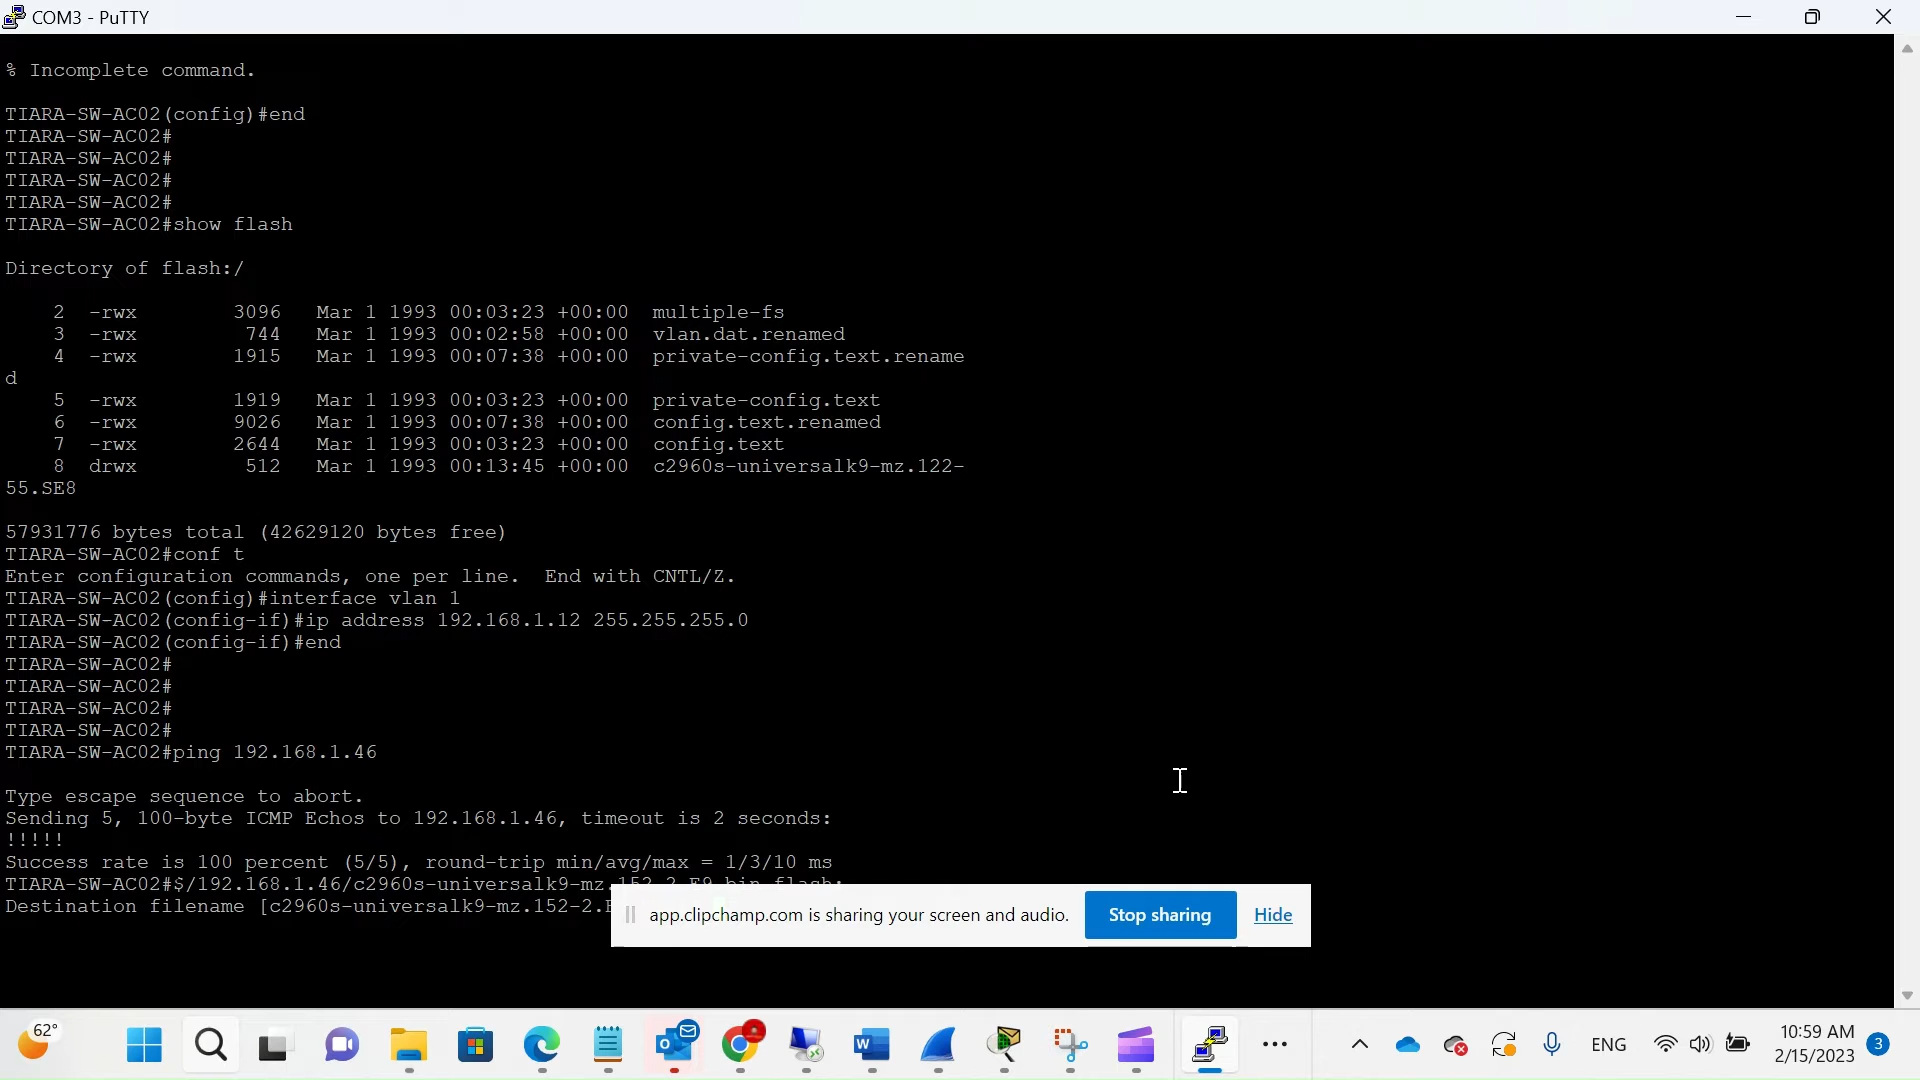 COM3 - PuTTY
% Incomplete command.
TIARA-SW-AC02(config)#end
TIARA-SW-AC02#
TIARA-SW-AC02#
TIARA-SW-AC02#
TIARA-SW-AC02#
TIARA-SW-AC02#show flash
Directory of flash:/
2 -rwx 3096 Mar 1 1993 00:03:23 +00:00 multiple-fs
3 -rwx 744 Mar 1 1993 00:02:58 +00:00 vlan.dat.renamed
4 -rwx 1915 Mar 1 1993 00:07:38 +00:00 private-config.text.rename
d
5 -rwx 1919 Mar 1 1993 00:03:23 +00:00 private-config.text
6 -rwx 9026 Mar 1 1993 00:07:38 +00:00 config.text.renamed
7 -rwx 2644 Mar 1 1993 00:03:23 +00:00 config.text
8 drwx 512 Mar 1 1993 00:13:45 +00:00 c2960s-universalk9-mz.122-
55.SE8
57931776 bytes total (42629120 bytes free)
TIARA-SW-AC02#conf t
Enter configuration commands, one per line. End with CNTL/Z.
TIARA-SW-AC02(config)#interface vlan 1
TIARA-SW-AC02(config-if)#ip address 192.168.1.12 255.255.255.0
TIARA-SW-AC02(config-if)#end
TIARA-SW-AC02#
TIARA-SW-AC02#
TIARA-SW-AC02#
TIARA-SW-AC02#
TIARA-SW-AC02#ping 192.168.1.46
Type escape sequence to abort.
Sending 5, 100-byte ICMP Echos to 192.168.1.46, timeout is 2 seconds:
!!!!!
Success rate is 100 percent (5/5), round-trip min/avg/max = 1/3/10 ms
TIARA-SW-AC02#$/192.168.1.46/c2960s-universalk9-mz.
Destination filename [c2960s-universalk9-mz.152-2.
app.clipchamp.com is sharing your screen and audio.
Stop sharing
Hide
62°
ENG
10:59 AM
2/15/2023
3